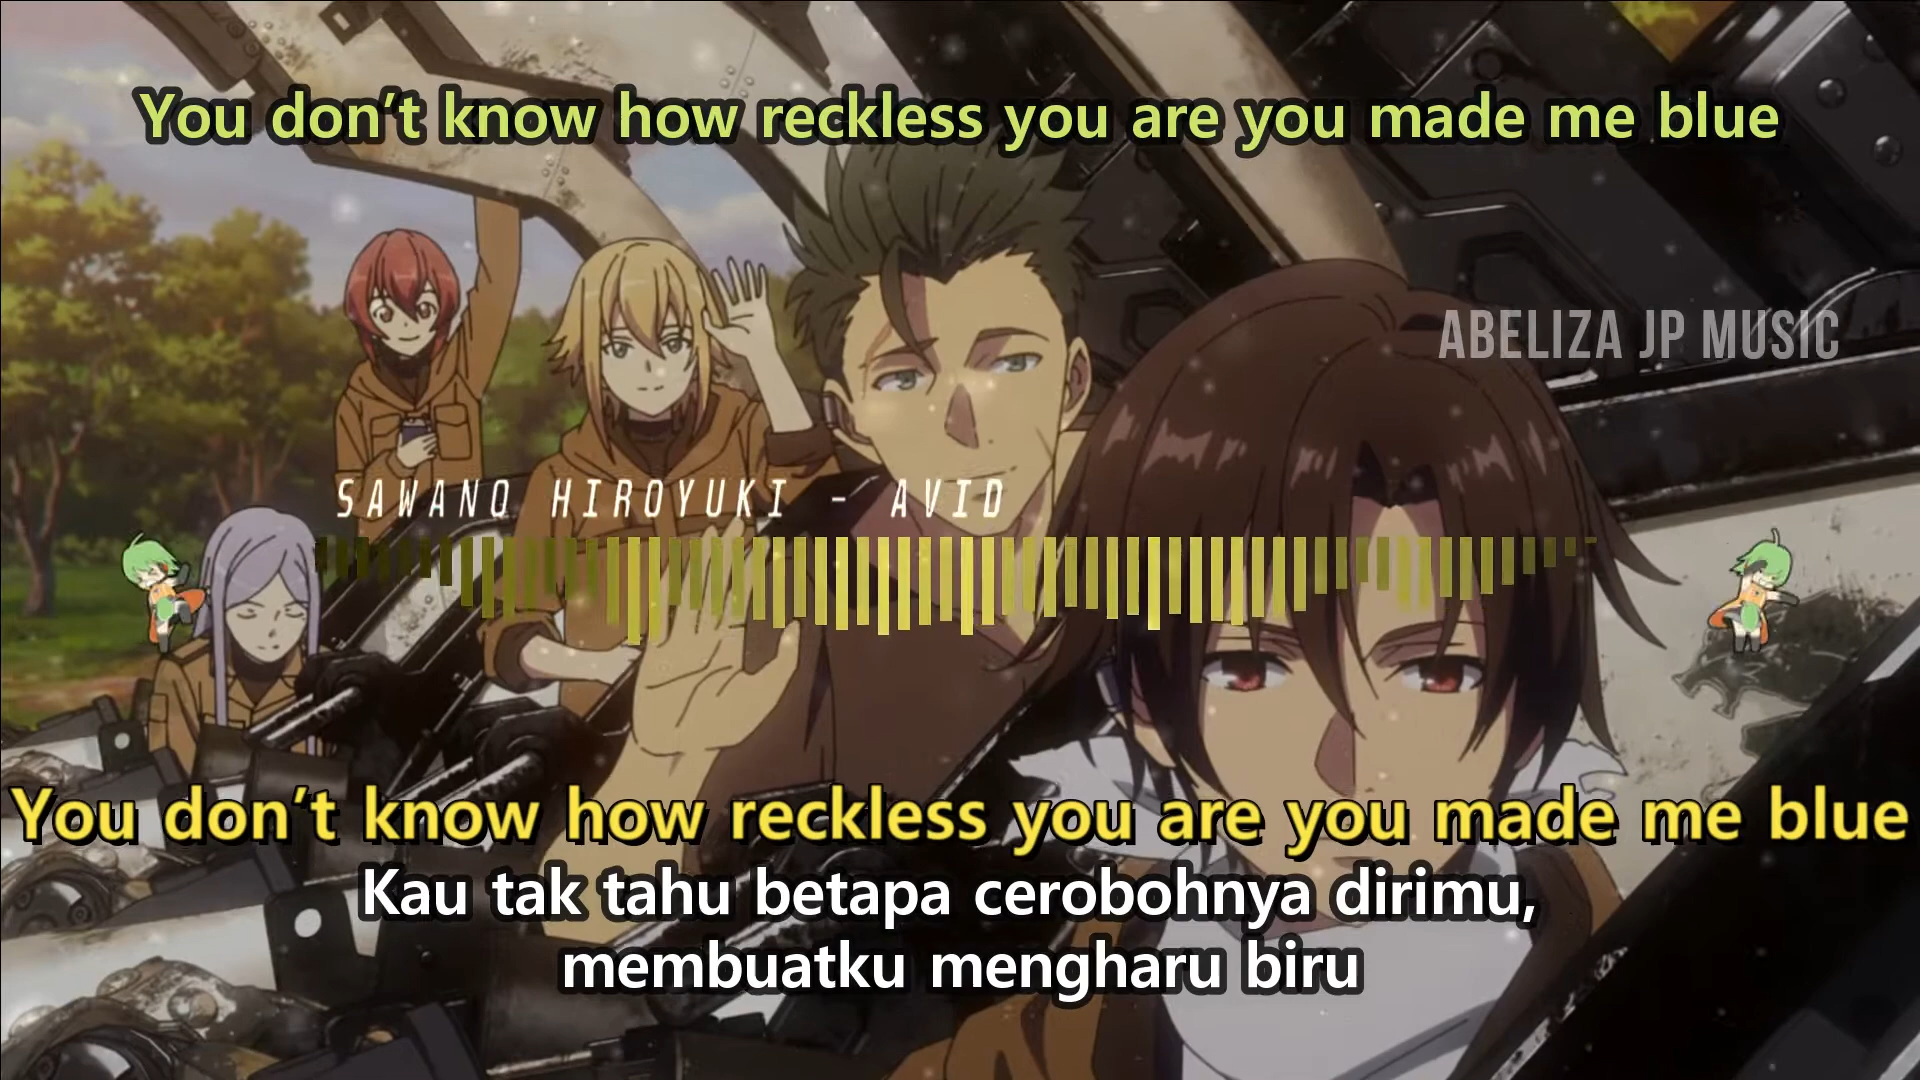 You don’t know how reckless you are you made me blue
ABELIZA JP MUSIC
SAWANO HIROYUKI - AVID
You don’t know how reckless you are you made me blue
Kau tak tahu betapa cerobohnya dirimu,
membuatku mengharu biru